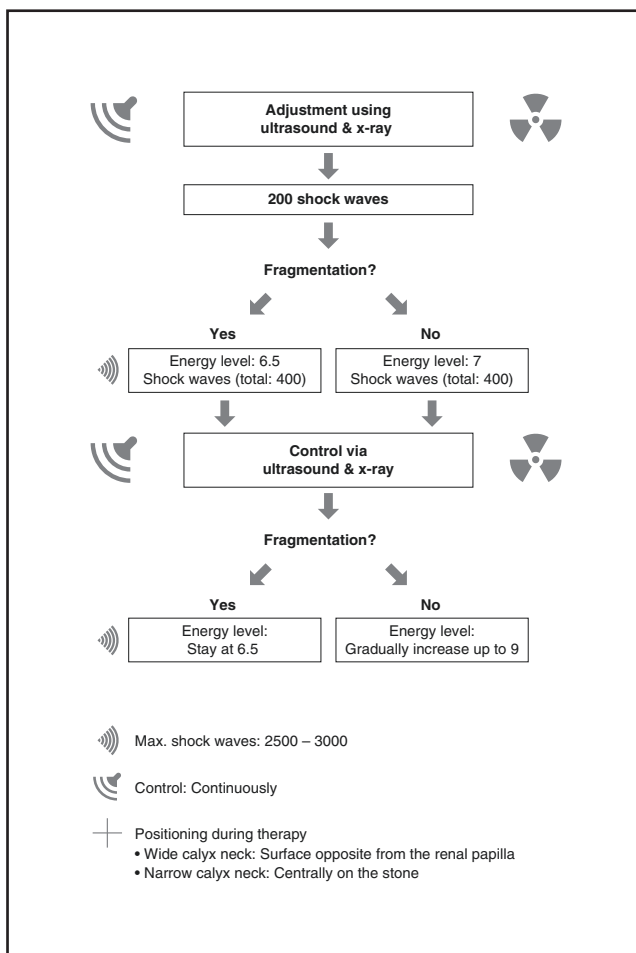 Adjustment using
ultrasound & x-ray
200 shock waves
Fragmentation?
Yes
No
Energy level: 6.5
Shock waves (total: 400)
Energy level: 7
Shock waves (total: 400)
Control via
ultrasound & x-ray
Fragmentation?
Yes
No
Energy level:
Stay at 6.5
Energy level:
Gradually increase up to 9
Max. shock waves: 2500 – 3000
Control: Continuously
Positioning during therapy
• Wide calyx neck: Surface opposite from the renal papilla
• Narrow calyx neck: Centrally on the stone